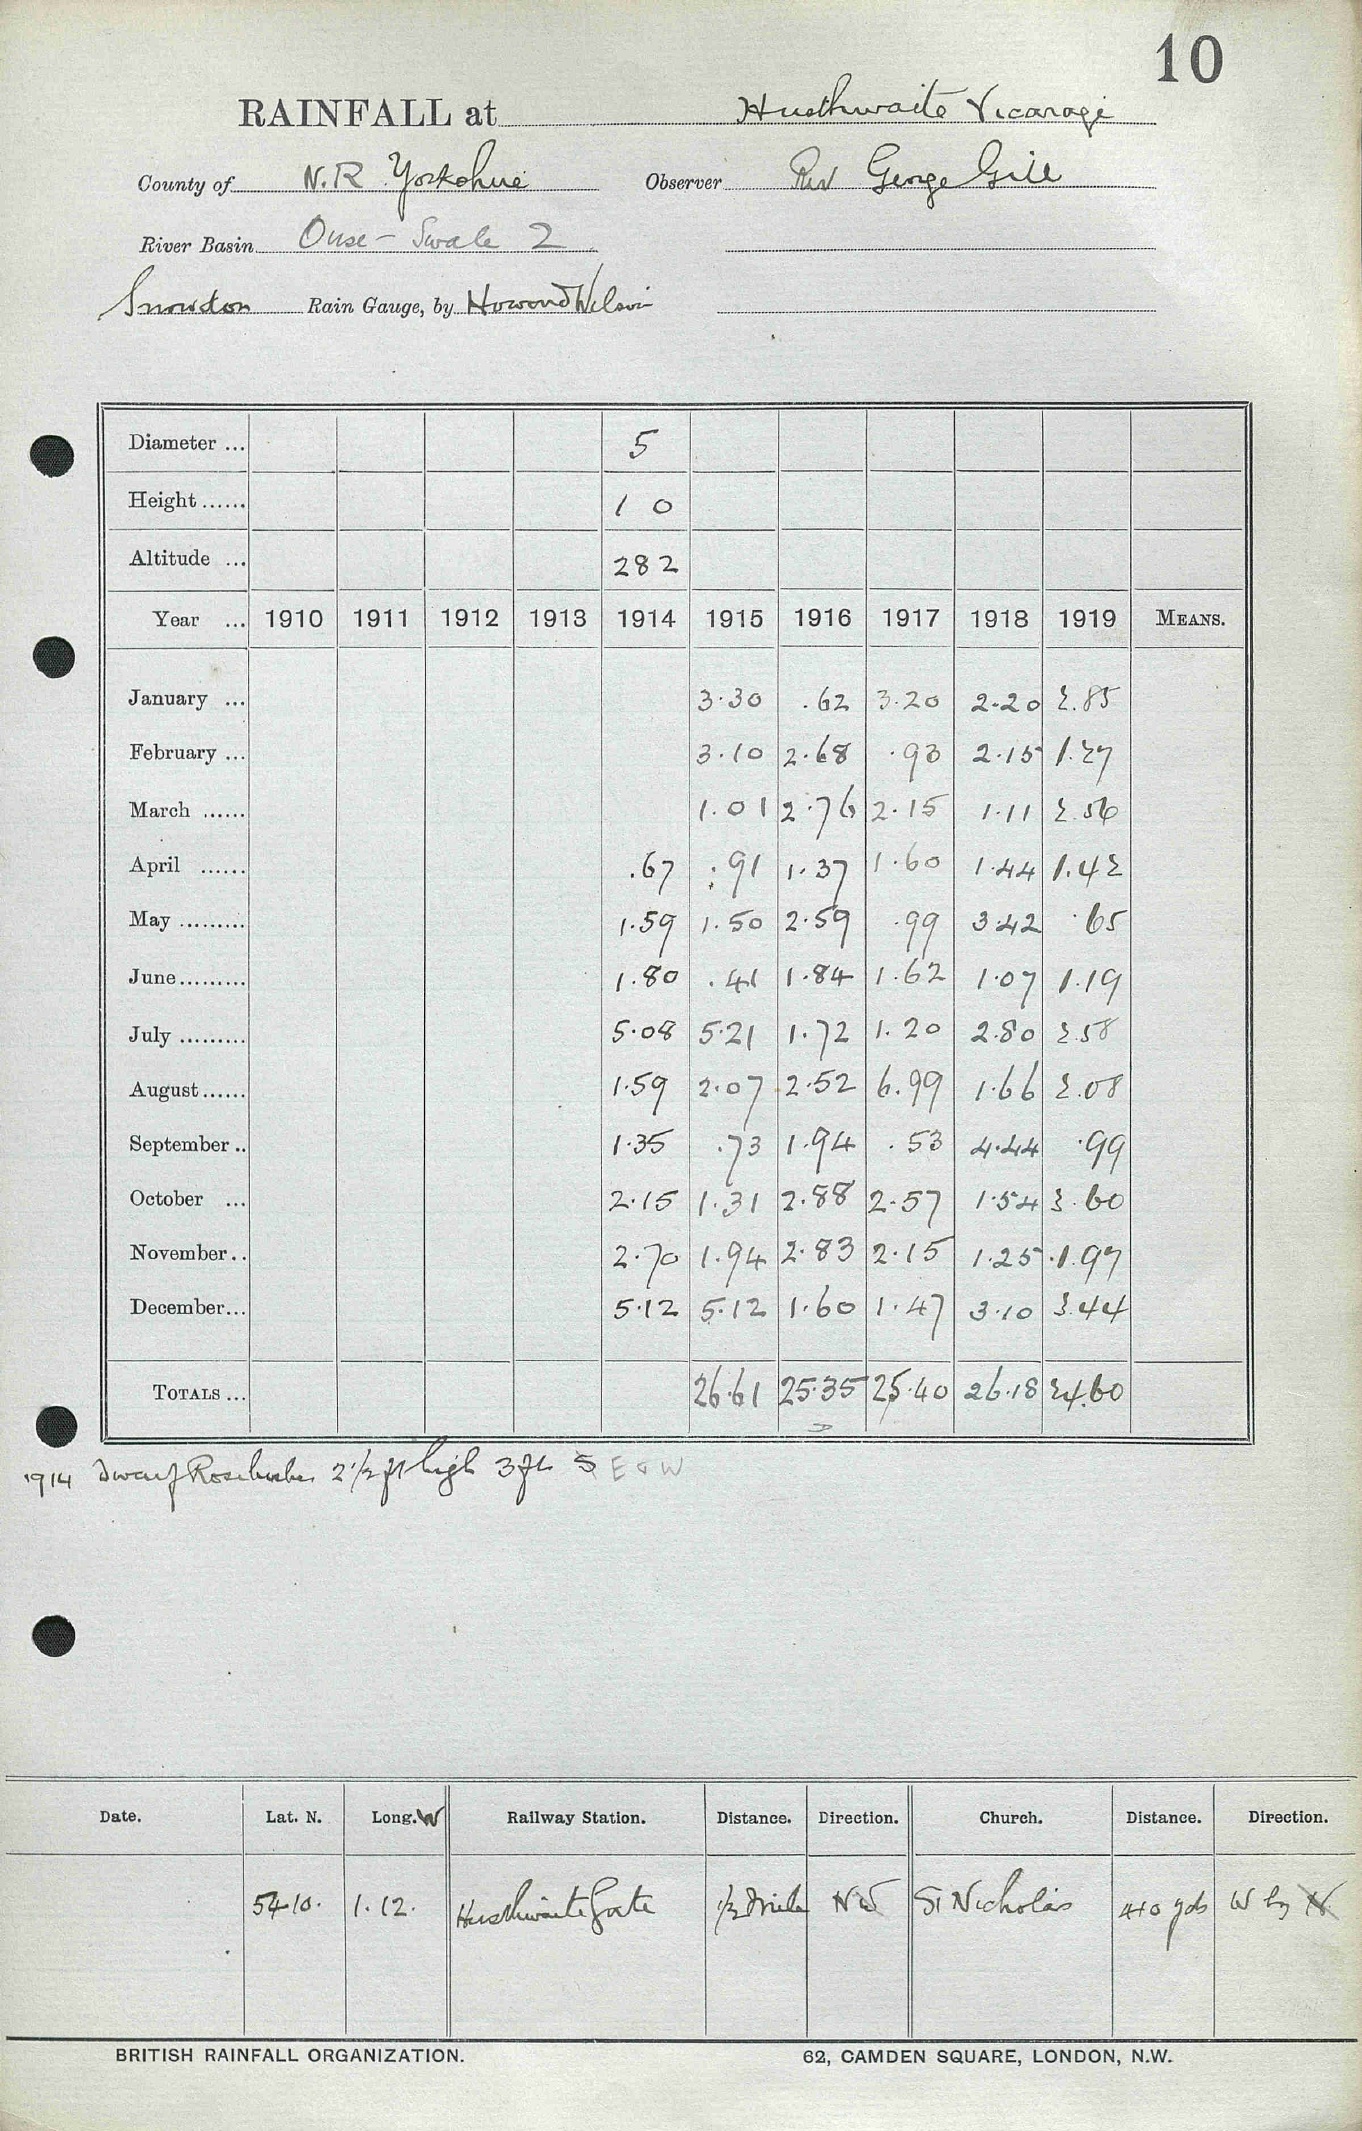 10
RAINFALL at Husthwaite Vicarage
County of N.R Yorkshire Observer Rev George Gill
River Basin Ouse - Swale 2
Snowdon Rain Gauge, by Howard Wilson
Diameter ... 5
Height ...... 1 0
Altitude ... 282
Year ... 1910 1911 1912 1913 1914 1915 1916 1917 1918 1919 MEANS.
January ... 3.30 .62 3.20 2.20 2.85
February ... 3.10 2.68 .93 2.15 1.27
March ...... 1.01 2.76 2.15 1.11 2.56
April ...... .67 .91 1.37 1.60 1.44 1.42
May ......... 1.59 1.50 2.59 .99 3.42 .65
June ......... 1.80 .41 1.84 1.62 1.07 1.19
July ......... 5.08 5.21 1.72 1.20 2.80 2.58
August ...... 1.59 2.07 2.52 6.99 1.66 2.08
September .. 1.35 .73 1.94 .53 4.44 .99
October ... 2.15 1.31 2.88 2.57 1.54 3.60
November .. 2.70 1.94 2.83 2.15 1.25 1.97
December ... 5.12 5.12 1.60 1.47 3.10 3.44
TOTALS ... 26.61 25.35 25.40 26.18 24.60
1914 Dwarf Rosebushes 2 1/2 ft high 3 ft S E & W
Date. Lat. N. Long. W Railway Station. Distance. Direction. Church. Distance. Direction.
54.10. 1.12. Husthwaite Gate 1/2 Mile NW St Nicholas 440 yds W by N
BRITISH RAINFALL ORGANIZATION. 62, CAMDEN SQUARE, LONDON, N.W.